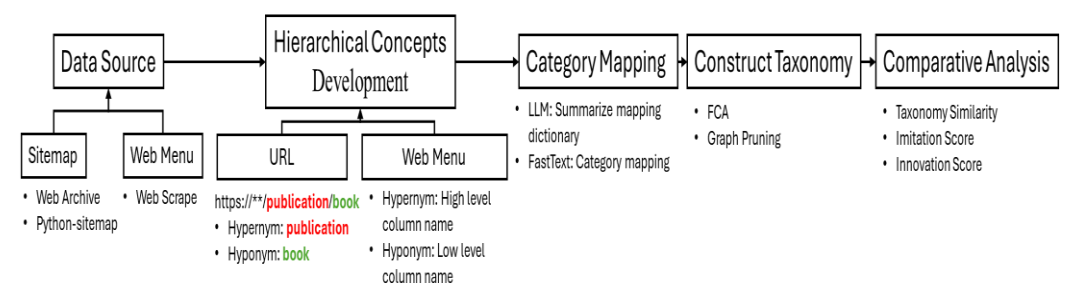 Data Source
Hierarchical Concepts
Development
Category Mapping
Construct Taxonomy
Comparative Analysis
Sitemap
• Web Archive
• Python-sitemap
Web Menu
• Web Scrape
URL
https://**/publication/book
• Hypernym: publication
• Hyponym: book
Web Menu
• Hypernym: High level
column name
• Hyponym: Low level
column name
• LLM: Summarize mapping
dictionary
• FastText: Category mapping
• FCA
• Graph Pruning
• Taxonomy Similarity
• Imitation Score
• Innovation Score